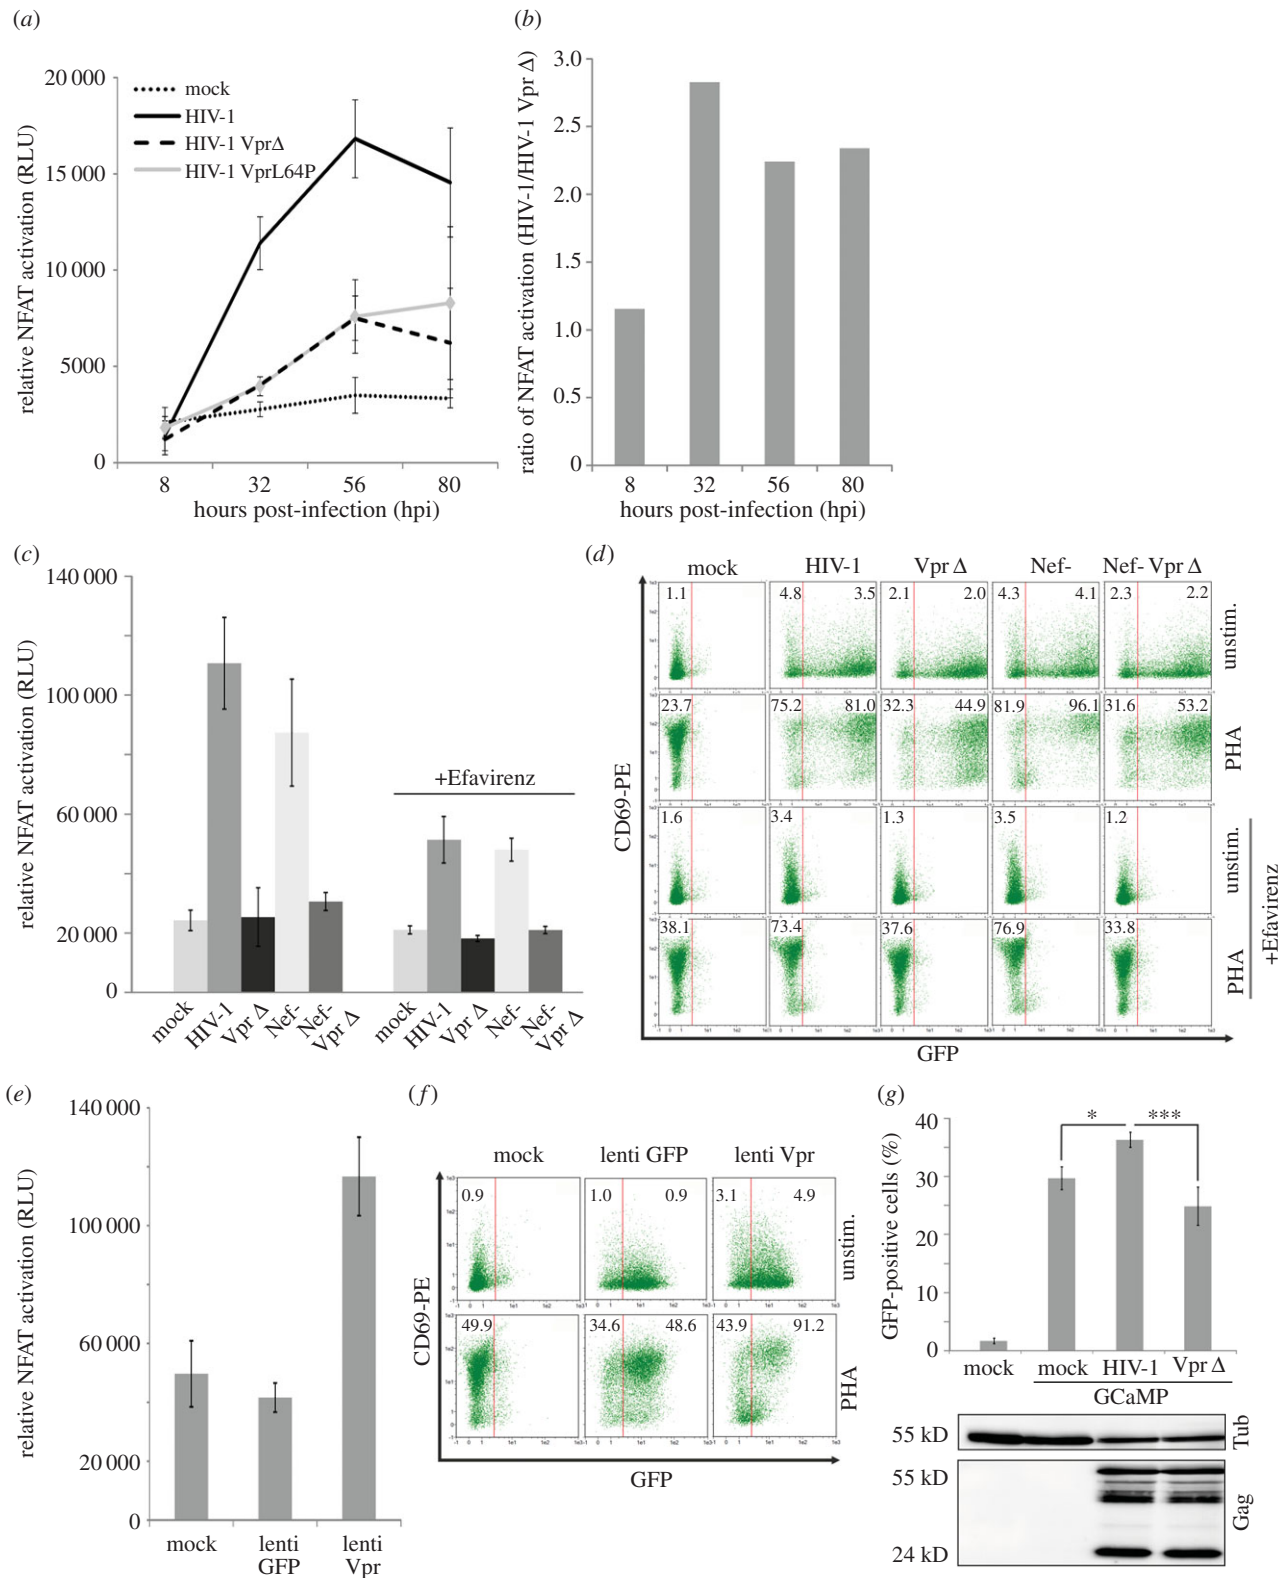 (a)
20 000
15 000
10 000
5000
0
relative NFAT activation (RLU)
mock
HIV-1
HIV-1 VprΔ
HIV-1 VprL64P
8 32 56 80
hours post-infection (hpi)
(b)
3.0
2.5
2.0
1.5
1.0
0.5
0
ratio of NFAT activation (HIV-1/HIV-1 Vpr Δ)
8 32 56 80
hours post-infection (hpi)
(c)
140 000
100 000
60 000
20 000
0
relative NFAT activation (RLU)
+Efavirenz
mock HIV-1 Vpr Δ Nef- Nef- Vpr Δ mock HIV-1 Vpr Δ Nef- Nef- Vpr Δ
(d)
mock HIV-1 Vpr Δ Nef- Nef- Vpr Δ
1.1 4.8 3.5 2.1 2.0 4.3 4.1 2.3 2.2
unstim.
23.7 75.2 81.0 32.3 44.9 81.9 96.1 31.6 53.2
PHA
1.6 3.4 1.3 3.5 1.2
unstim.
38.1 73.4 37.6 76.9 33.8
PHA
+Efavirenz
CD69-PE
GFP
(e)
140 000
100 000
60 000
20 000
0
relative NFAT activation (RLU)
mock lenti GFP lenti Vpr
(f)
mock lenti GFP lenti Vpr
0.9 1.0 0.9 3.1 4.9
unstim.
49.9 34.6 48.6 43.9 91.2
PHA
CD69-PE
GFP
(g)
40
30
20
10
0
GFP-positive cells (%)
* ***
mock mock HIV-1 Vpr Δ
GCaMP
55 kD Tub
55 kD
24 kD
Gag